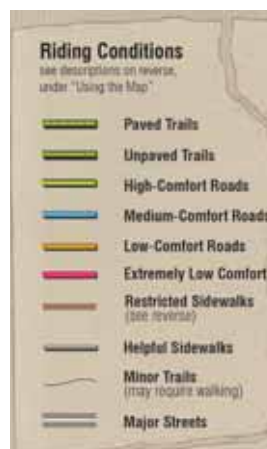 Riding Conditions
see descriptions on reverse,
under "Using the Map"
Paved Trails
Unpaved Trails
High-Comfort Roads
Medium-Comfort Roads
Low-Comfort Roads
Extremely Low Comfort
Restricted Sidewalks
(see reverse)
Helpful Sidewalks
Minor Trails
(may require walking)
Major Streets